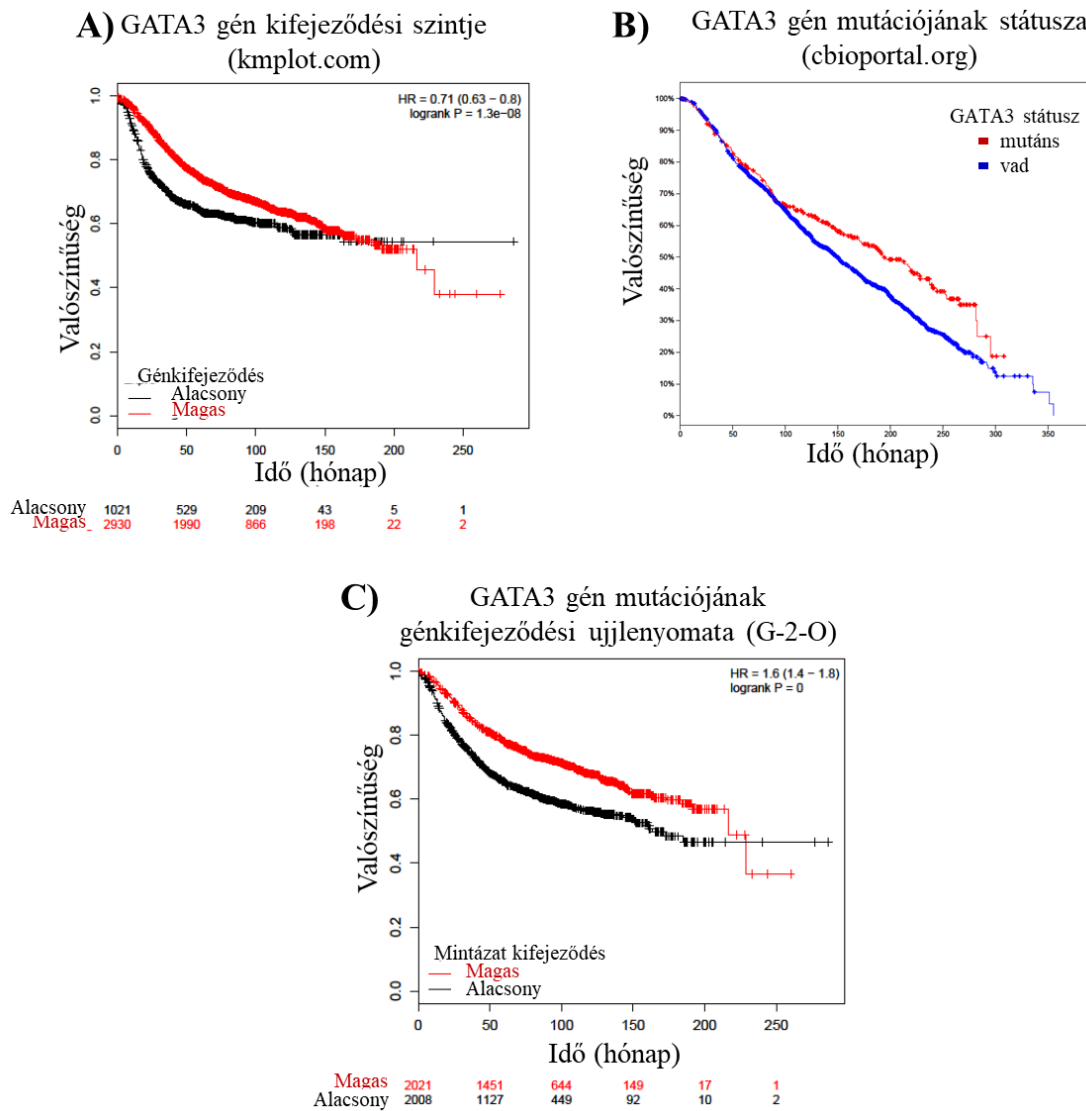 A) GATA3 gén kifejeződési szintje
(kmplot.com)
HR = 0.71 (0.63 − 0.8)
logrank P = 1.3e−08
Valószínűség
1.0
0.8
0.6
0.4
0.2
0.0
Génkifejeződés
Alacsony
Magas
0 50 100 150 200 250
Idő (hónap)
Alacsony 1021 529 209 43 5 1
Magas 2930 1990 866 198 22 2
B) GATA3 gén mutációjának státusza
(cbioportal.org)
GATA3 státusz
mutáns
vad
Valószínűség
100%
90%
80%
70%
60%
50%
40%
30%
20%
10%
0%
0 50 100 150 200 250 300 350
Idő (hónap)
C) GATA3 gén mutációjának
génkifejeződési ujjlenyomata (G-2-O)
HR = 1.6 (1.4 − 1.8)
logrank P = 0
Valószínűség
1.0
0.8
0.6
0.4
0.2
0.0
Mintázat kifejeződés
Magas
Alacsony
0 50 100 150 200 250
Idő (hónap)
Magas 2021 1451 644 149 17 1
Alacsony 2008 1127 449 92 10 2